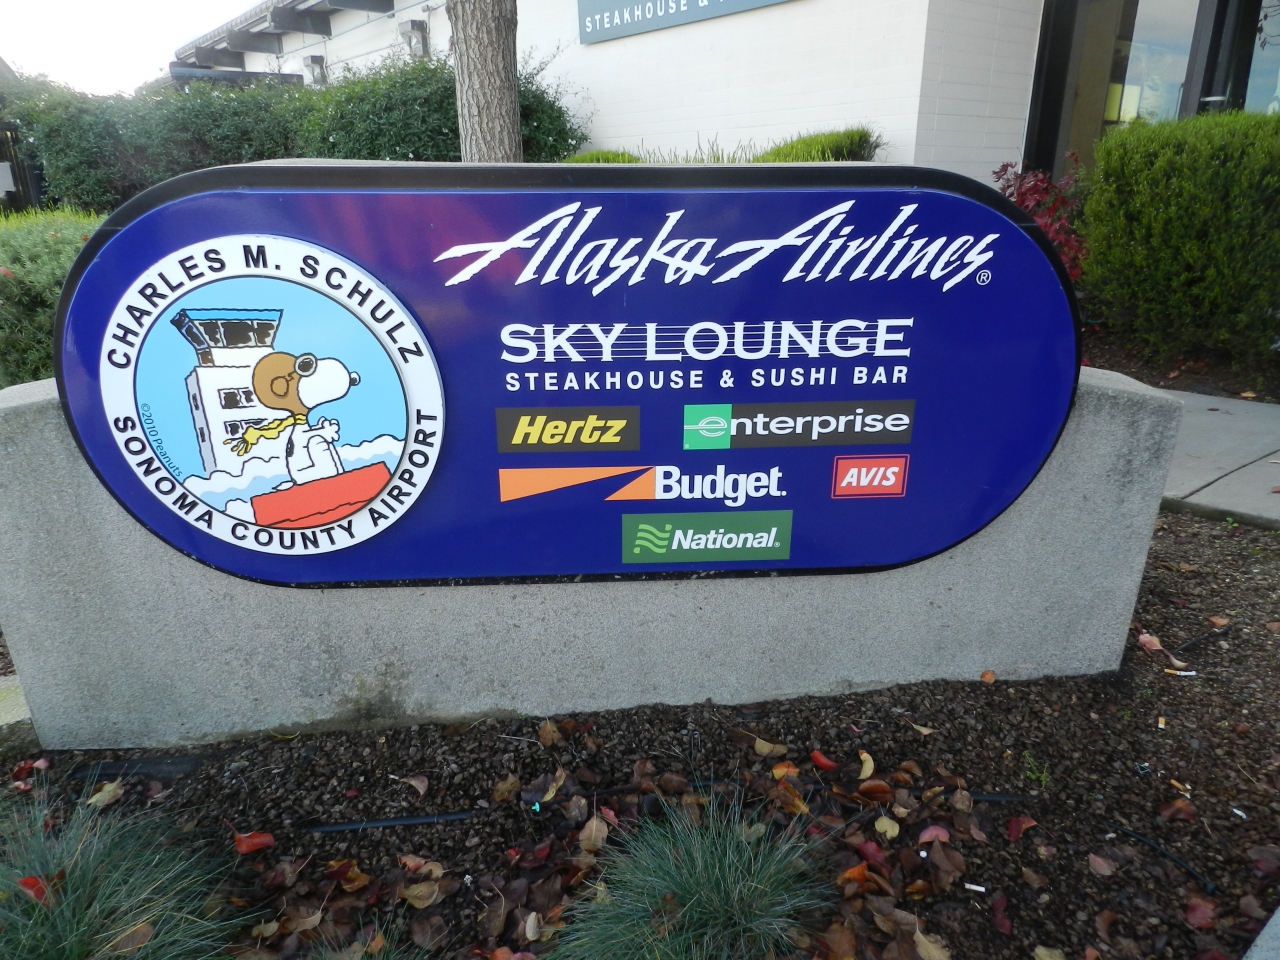 STEAKHOUSE &
CHARLES M. SCHULZ
SONOMA COUNTY AIRPORT
©2010 Peanuts
Alaska Airlines®
SKY LOUNGE
STEAKHOUSE & SUSHI BAR
Hertz
enterprise
Budget.
AVIS
National